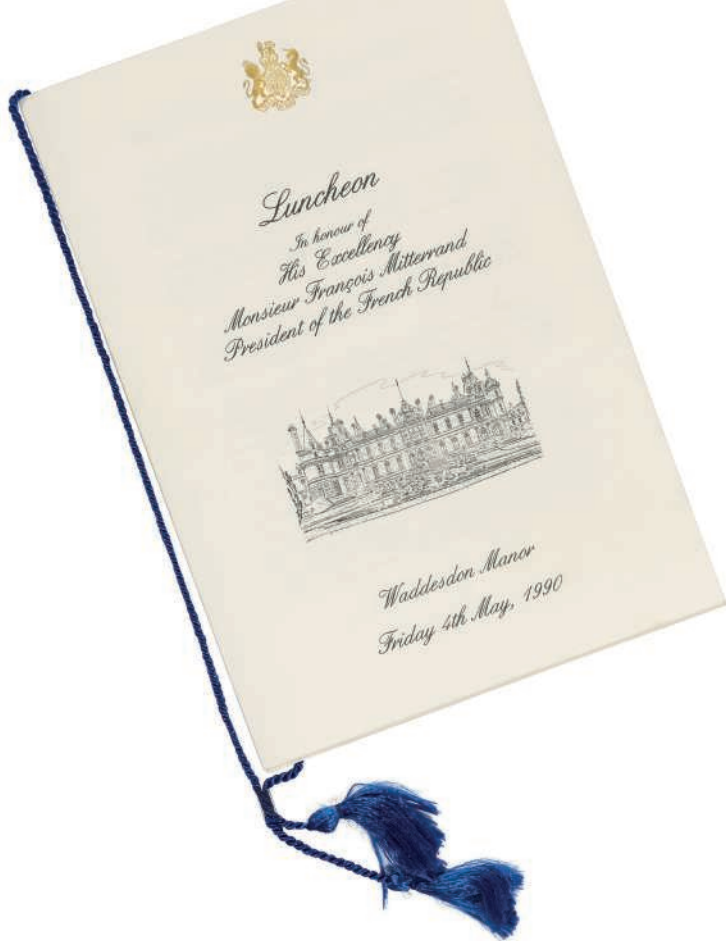 Luncheon
In honour of
His Excellency
Monsieur François Mitterrand
President of the French Republic
Waddesdon Manor
Friday 4th May, 1990